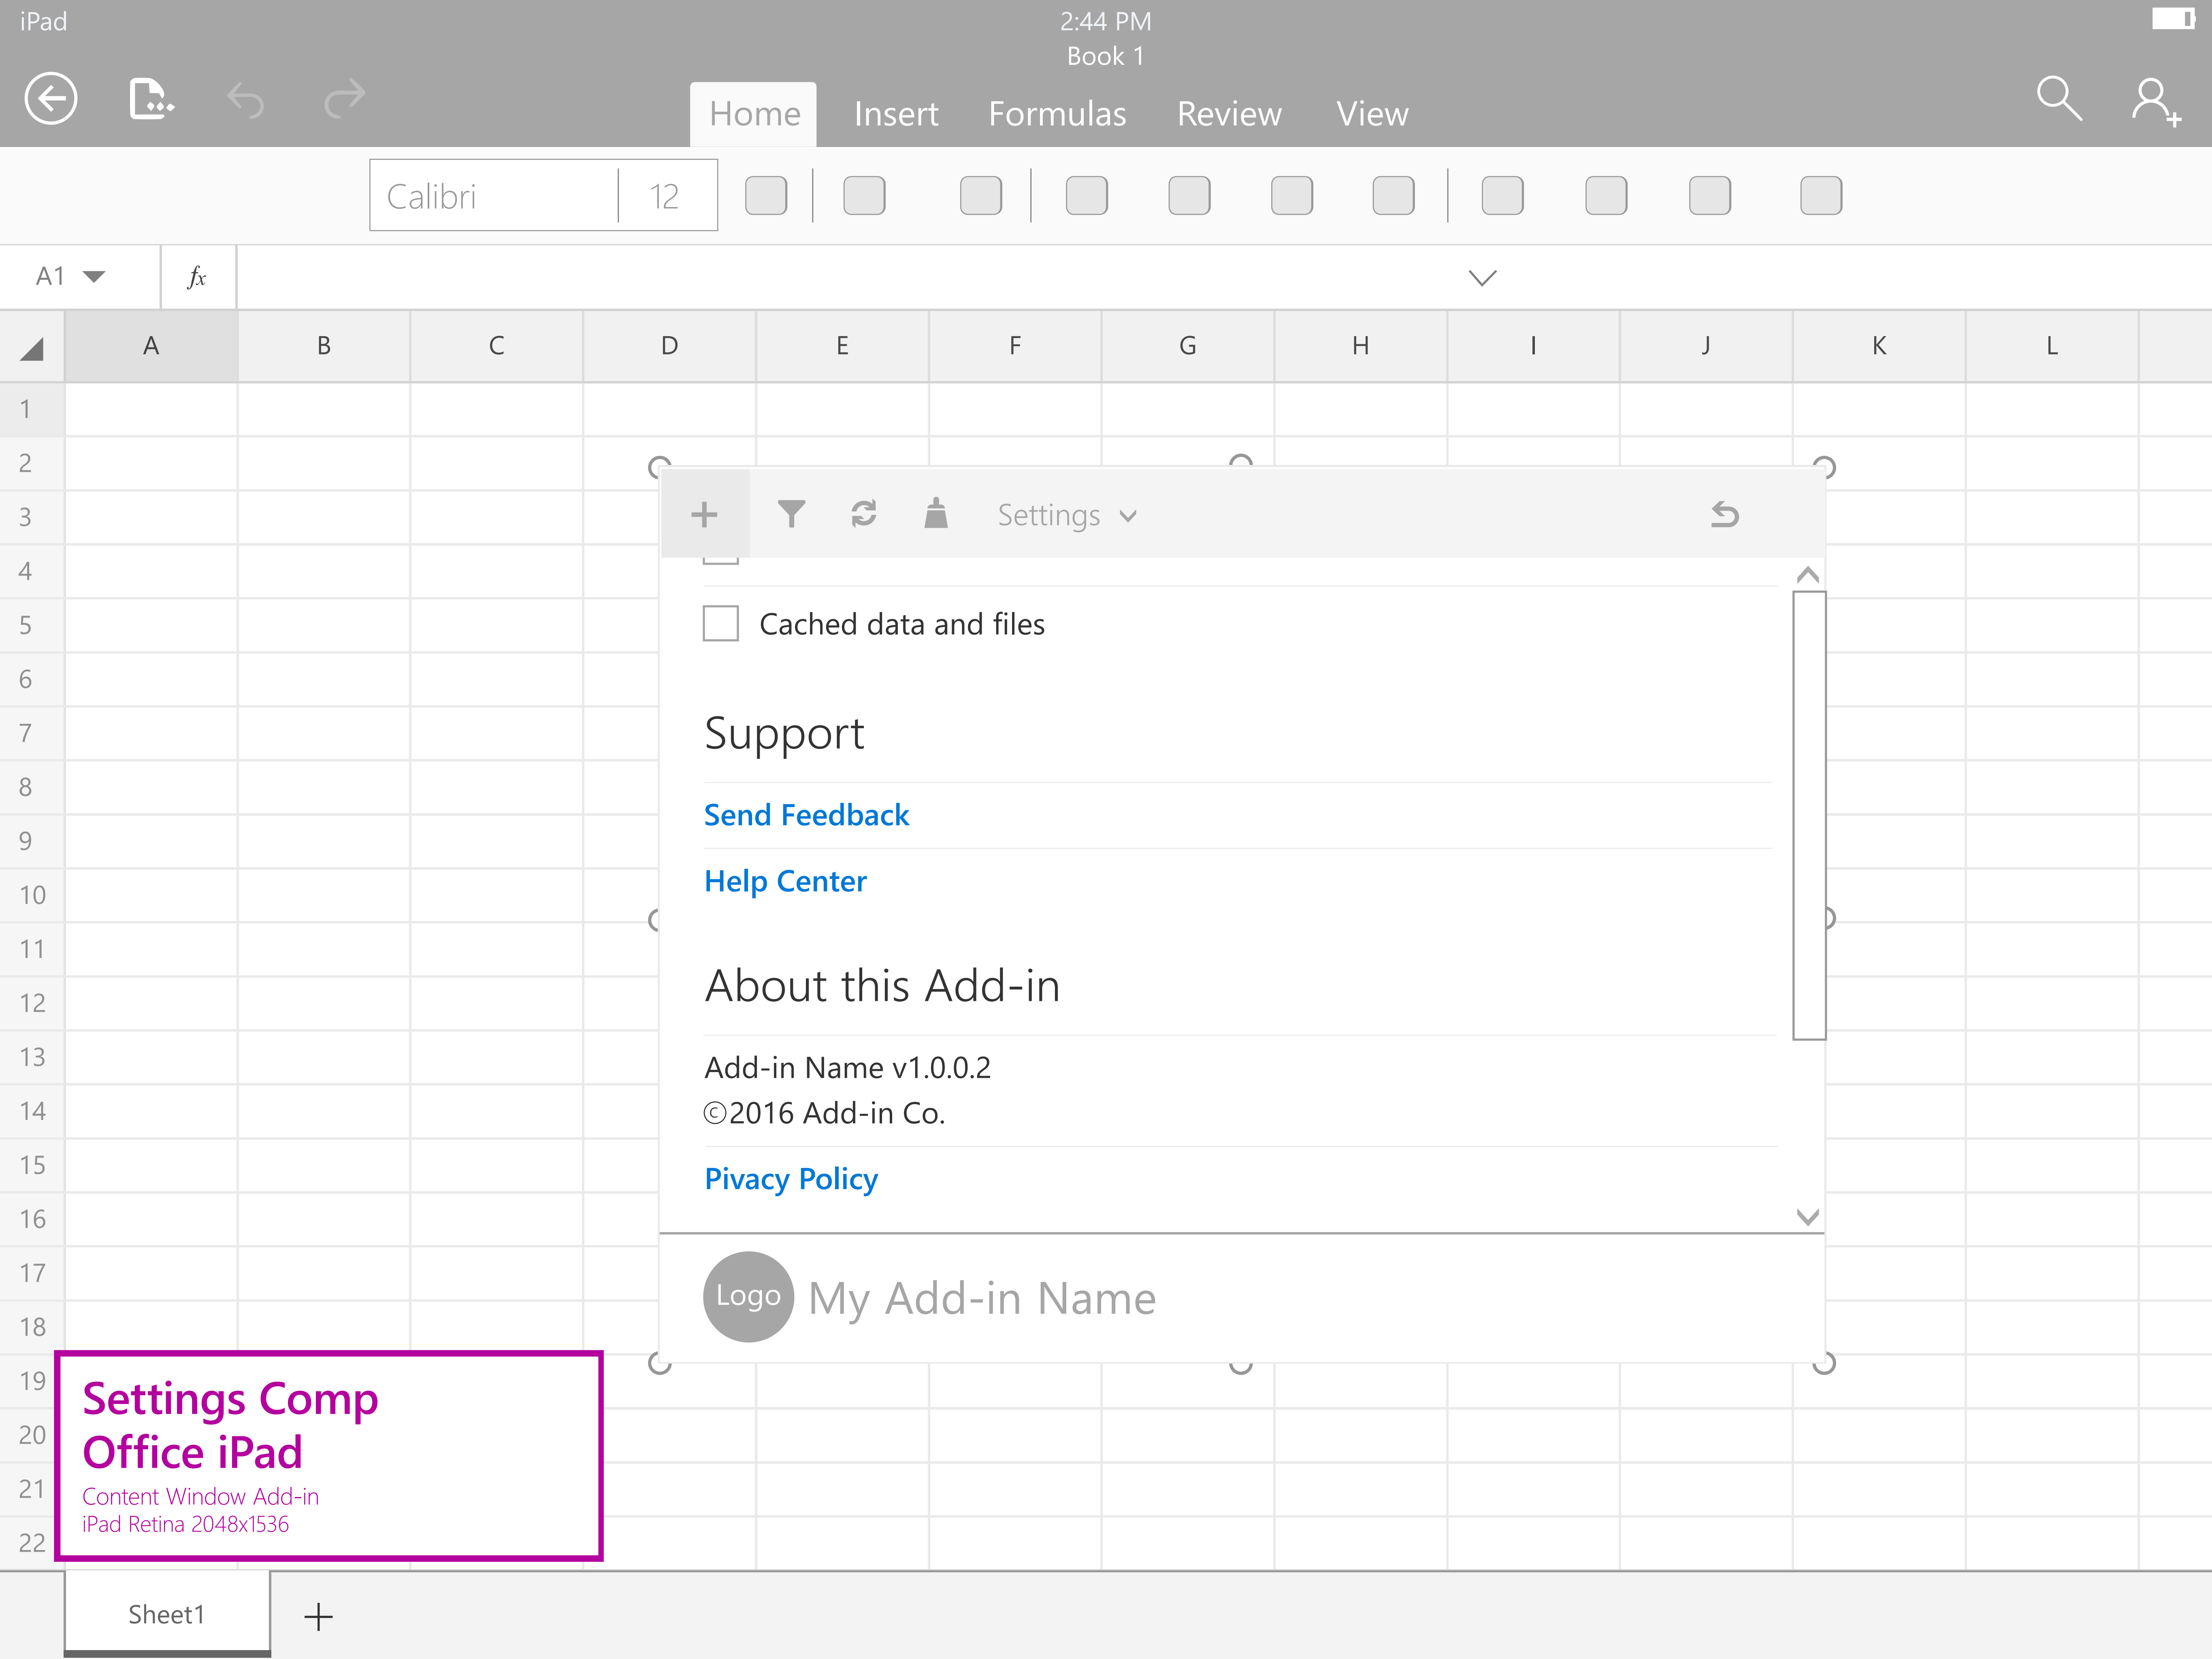 iPad
2:44 PM
Book 1
Home Insert Formulas Review View
Calibri 12
A1 fx
A B C D E F G H I J K L
1
2
3
Settings
4
5
Cached data and files
6
7
Support
8
Send Feedback
9
10
Help Center
11
12
About this Add-in
13
Add-in Name v1.0.0.2
14
©2016 Add-in Co.
15
Pivacy Policy
16
17
Logo My Add-in Name
18
19
20
21
22
Settings Comp
Office iPad
Content Window Add-in
iPad Retina 2048x1536
Sheet1